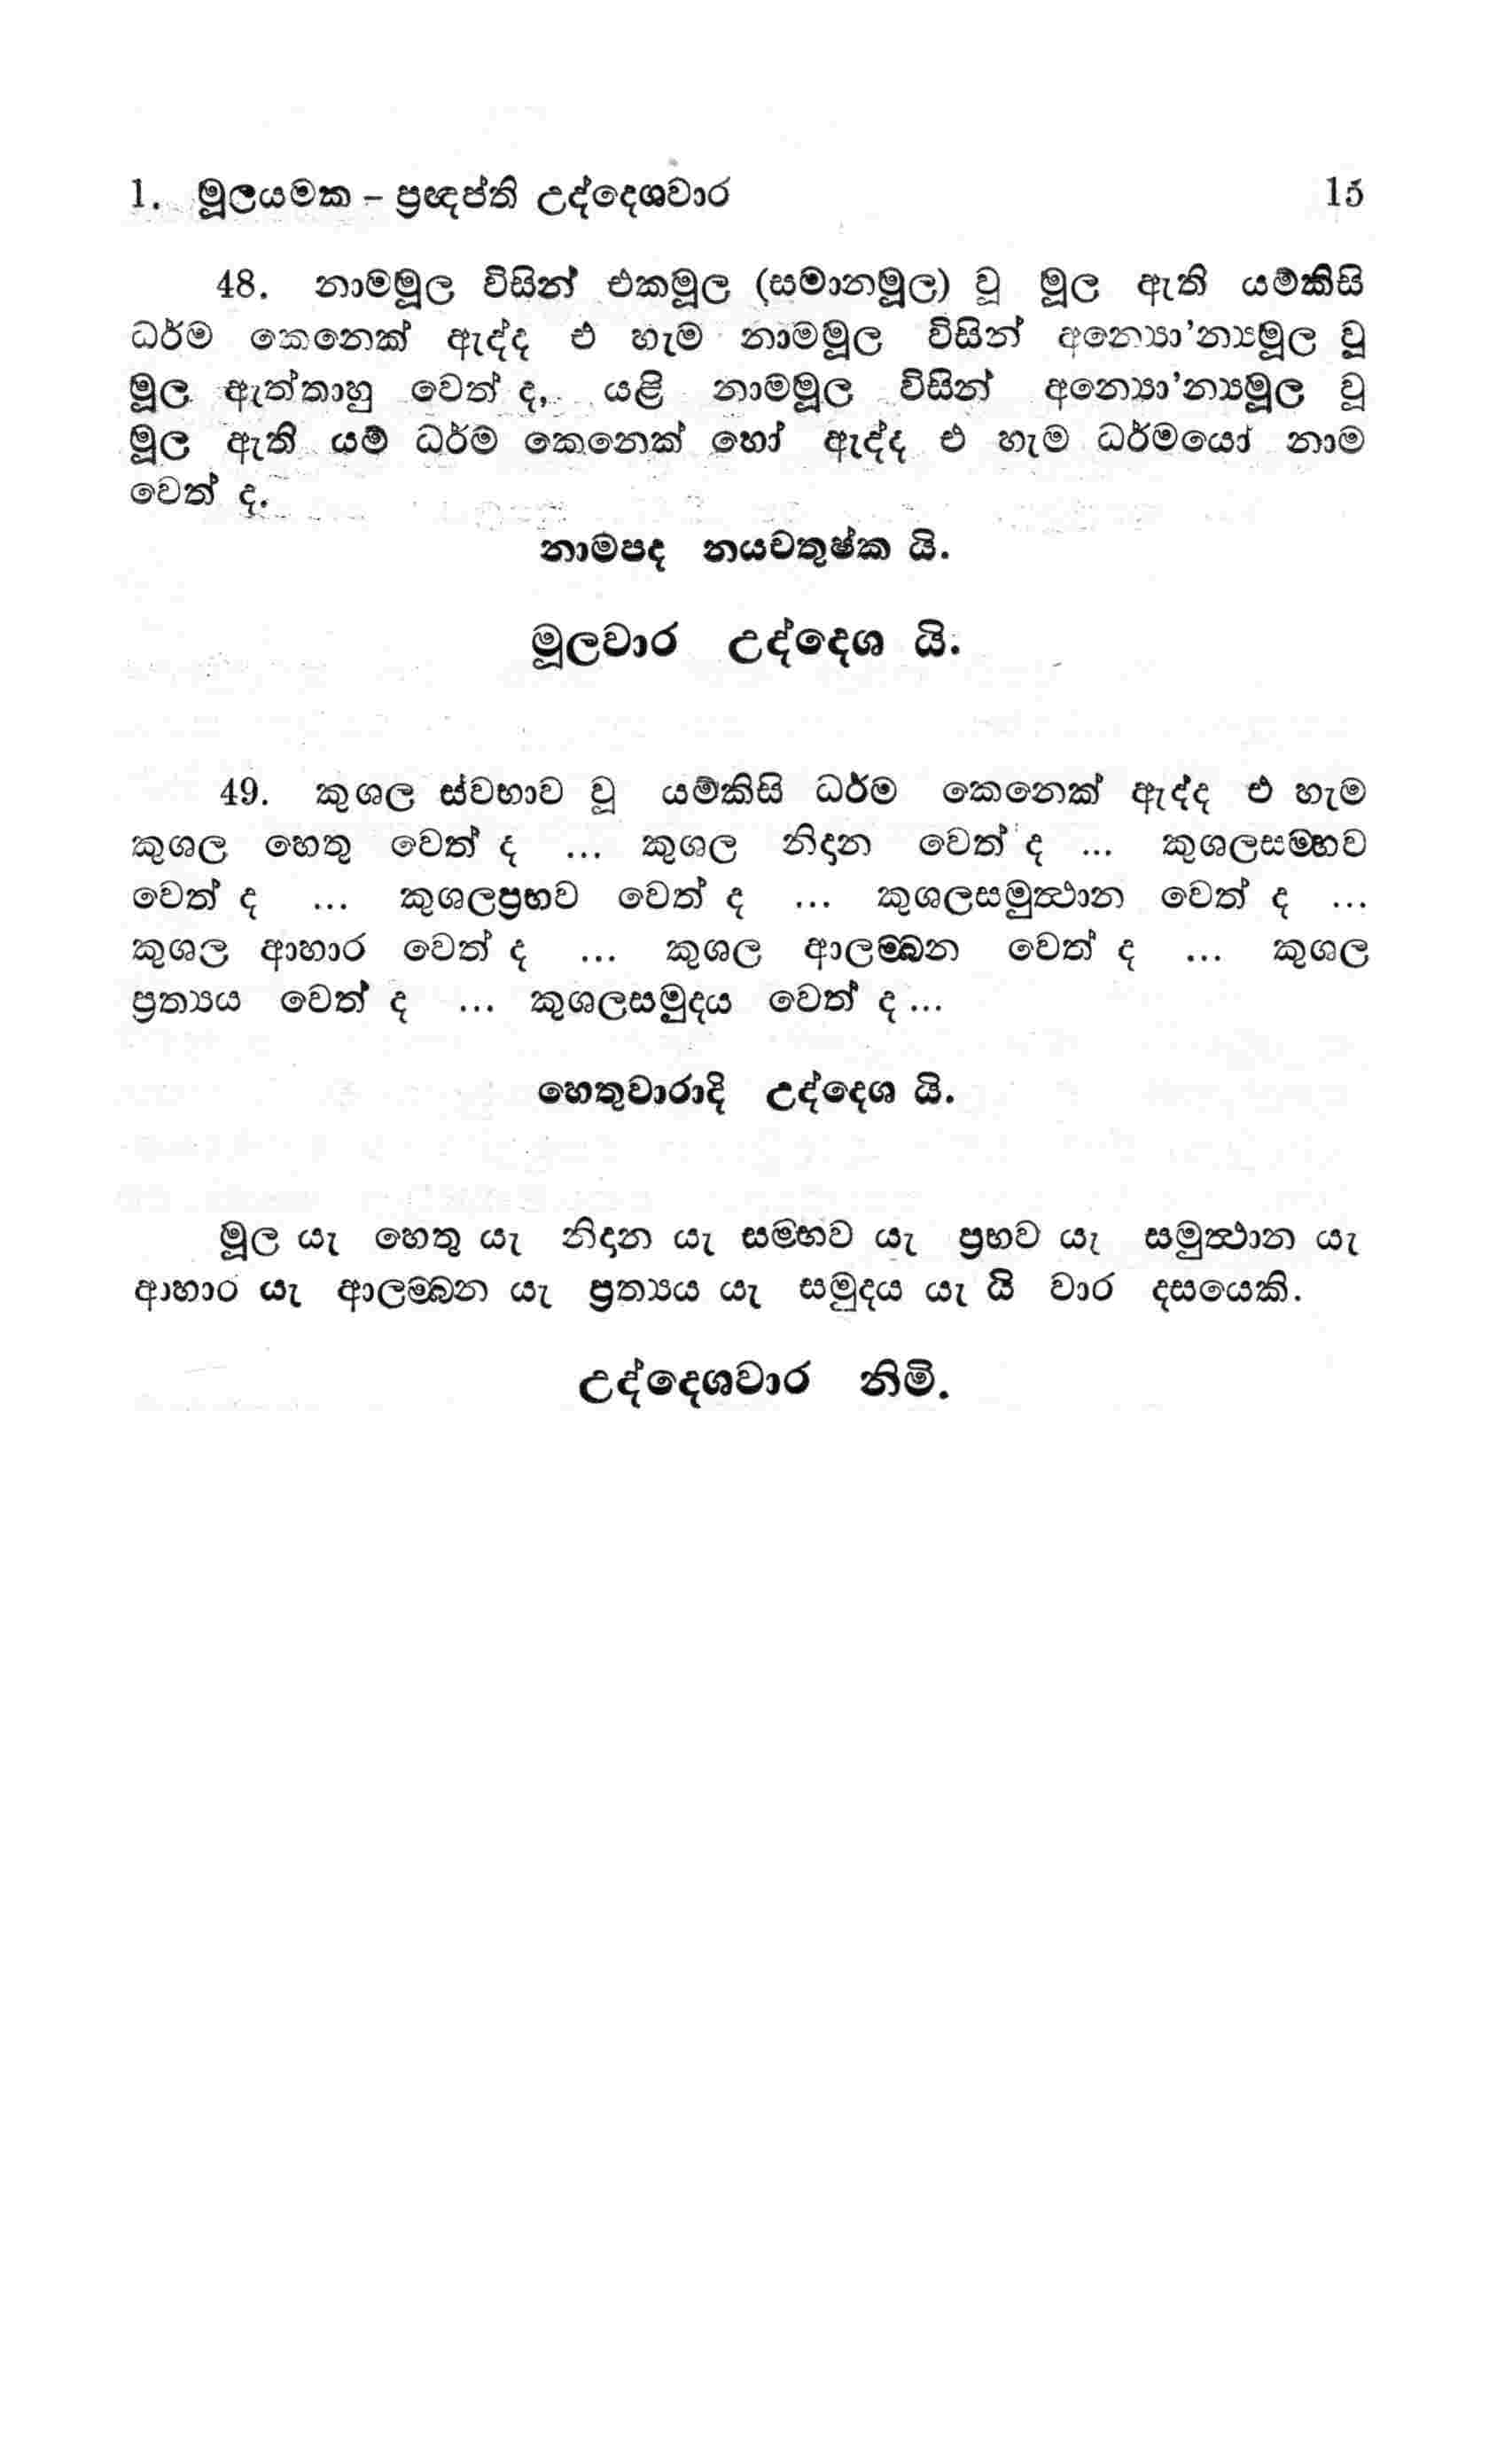 1. මූලයමක - ප්‍රඥප්ති උද්දෙශවාර 15
48. නාමමූල විසින් එකමූල (සමානමූල) වූ මූල ඇති යම්කිසි
ධර්ම කෙනෙක් ඇද්ද එ හැම නාමමූල විසින් අන්‍යො’න්‍යමූල වූ
මූල ඇත්තාහු වෙත් ද, යළි නාමමූල විසින් අන්‍යො’න්‍යමූල වූ
මූල ඇති යම් ධර්ම කෙනෙක් හෝ ඇද්ද එ හැම ධර්මයෝ නාම
වෙත් ද.
නාමපද නයචතුෂ්ක යි.
මූලවාර උද්දෙශ යි.
49. කුශල ස්වභාව වූ යම්කිසි ධර්ම කෙනෙක් ඇද්ද එ හැම
කුශල හෙතු වෙත් ද ... කුශල නිදාන වෙත් ද ... කුශලසම්භව
වෙත් ද ... කුශලප්‍රභව වෙත් ද ... කුශලසමුත්‍ථාන වෙත් ද ...
කුශල ආහාර වෙත් ද ... කුශල ආලම්බන වෙත් ද ... කුශල
ප්‍රත්‍යය වෙත් ද ... කුශලසමුදය වෙත් ද ...
හෙතුවාරාදි උද්දෙශ යි.
මූල යැ හෙතු යැ නිදාන යැ සම්භව යැ ප්‍රභව යැ සමුත්‍ථාන යැ
ආහාර යැ ආලම්බන යැ ප්‍රත්‍යය යැ සමුදය යැ යි වාර දසයෙකි.
උද්දෙශවාර නිමි.